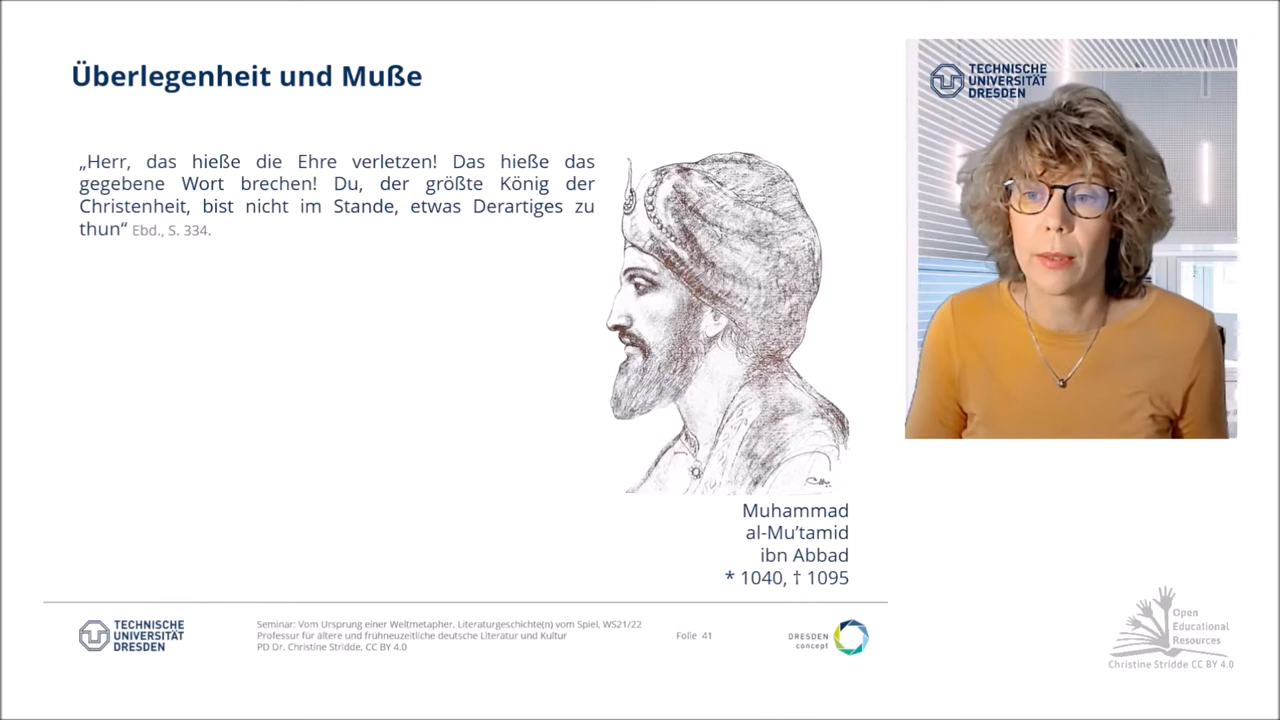 Überlegenheit und Muße
„Herr, das hieße die Ehre verletzen! Das hieße das
gegebene Wort brechen! Du, der größte König der
Christenheit, bist nicht im Stande, etwas Derartiges zu
thun“ Ebd., S. 334.
Muhammad
al-Mu’tamid
ibn Abbad
* 1040, † 1095
TECHNISCHE
UNIVERSITÄT
DRESDEN
TECHNISCHE
UNIVERSITÄT
DRESDEN
Seminar: Vom Ursprung einer Weltmetapher. Literaturgeschichte(n) vom Spiel, WS21/22
Professur für ältere und frühneuzeitliche deutsche Literatur und Kultur
PD Dr. Christine Stridde. CC BY 4.0
Folie 41
DRESDEN
concept
Open
Educational
Resources
Christine Stridde CC BY 4.0